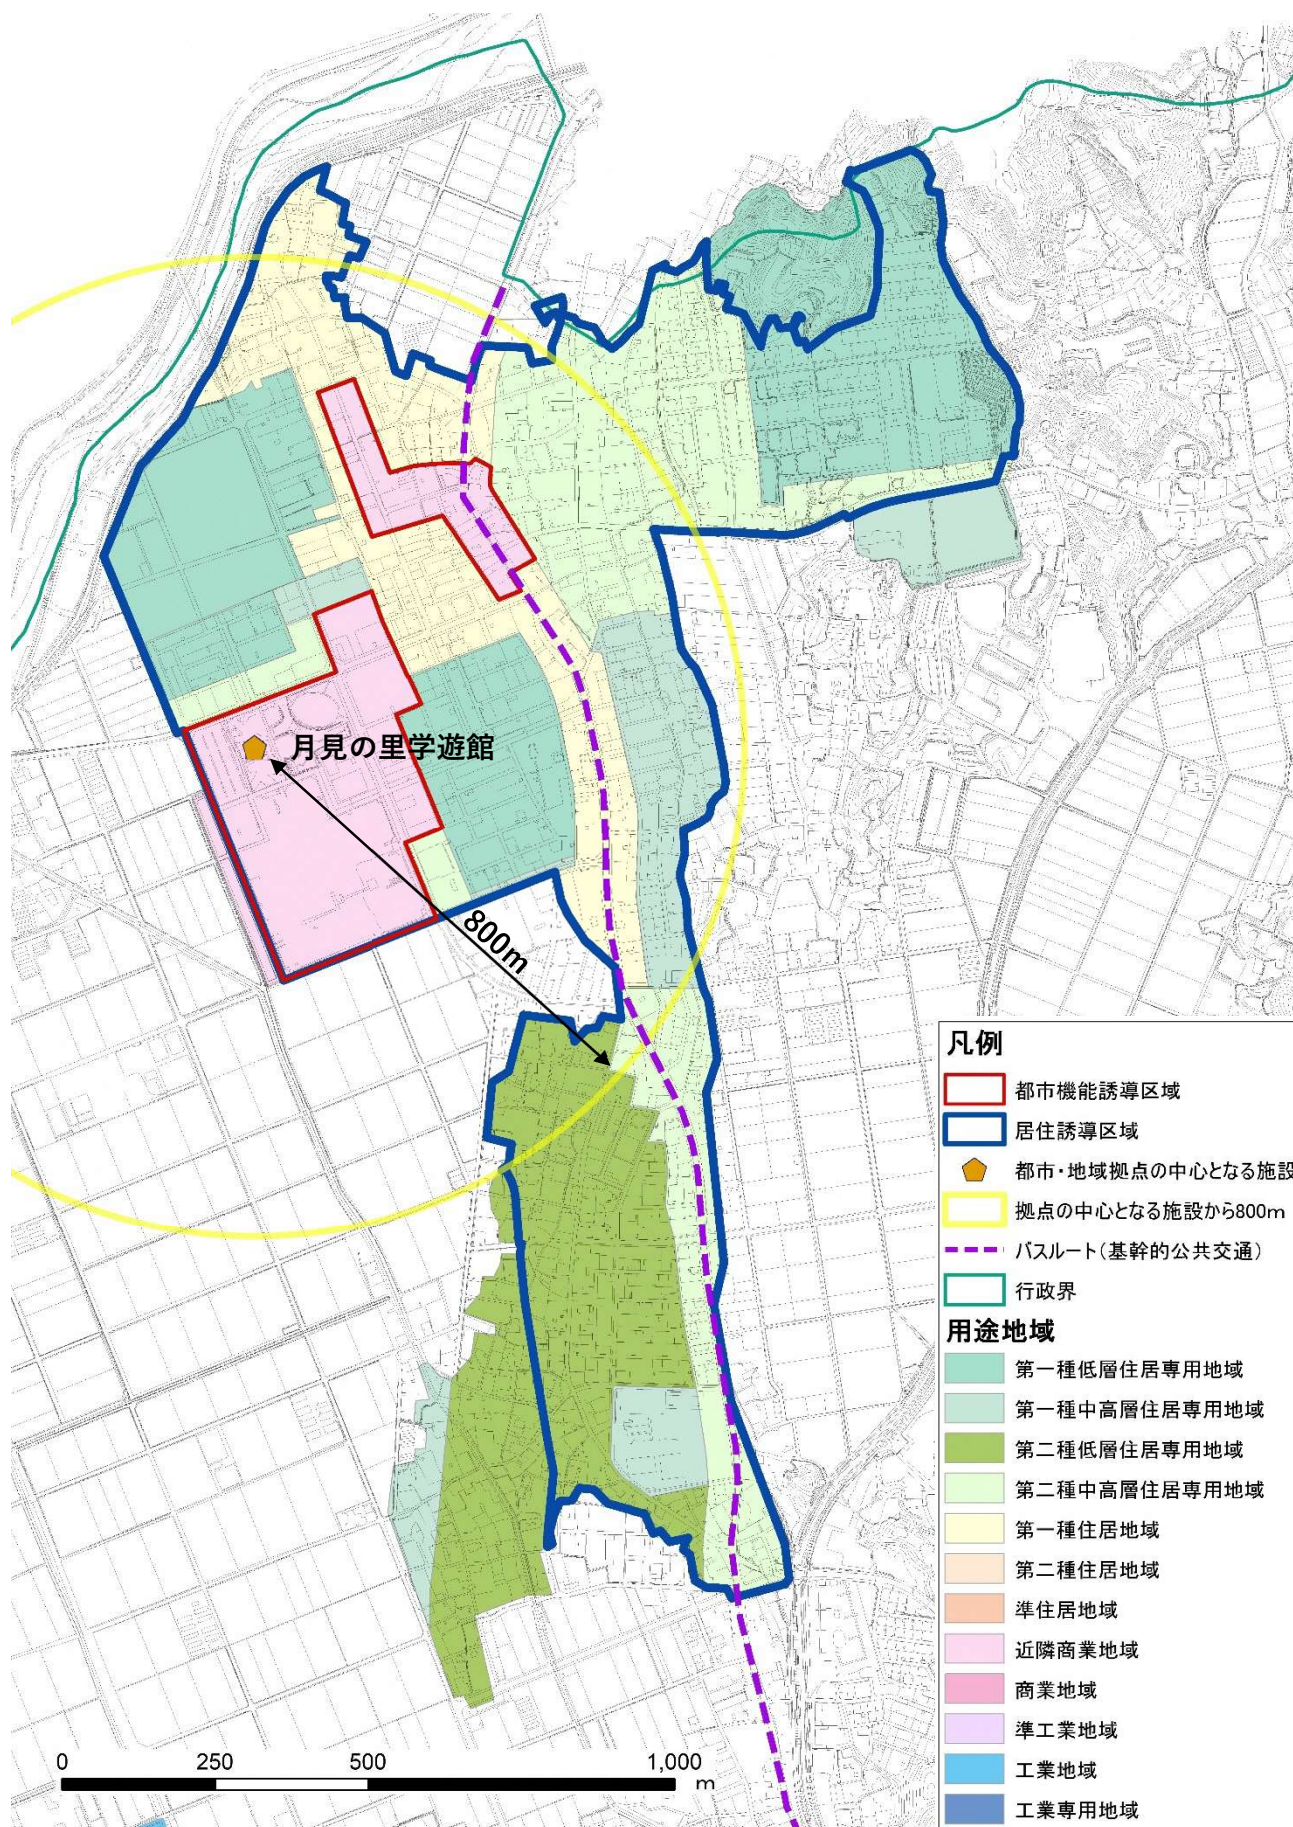 月見の里学遊館
800m
凡例
都市機能誘導区域
居住誘導区域
都市・地域拠点の中心となる施設
拠点の中心となる施設から800m
バスルート(基幹的公共交通)
行政界
用途地域
第一種低層住居専用地域
第一種中高層住居専用地域
第二種低層住居専用地域
第二種中高層住居専用地域
第一種住居地域
第二種住居地域
準住居地域
近隣商業地域
商業地域
準工業地域
工業地域
工業専用地域
0 250 500 1,000 m